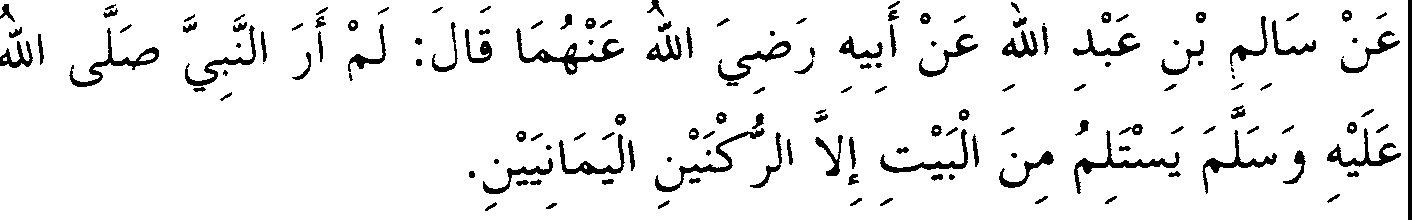 عَنْ سَالِمِ بْنِ عَبْدِ اللهِ عَنْ أَبِيهِ رَضِيَ اللهُ عَنْهُمَا قَالَ: لَمْ أَرَ النَّبِيَّ صَلَّى اللهُ
عَلَيْهِ وَسَلَّمَ يَسْتَلِمُ مِنَ الْبَيْتِ إِلاَّ الرُّكْنَيْنِ الْيَمَانِيَيْنِ.